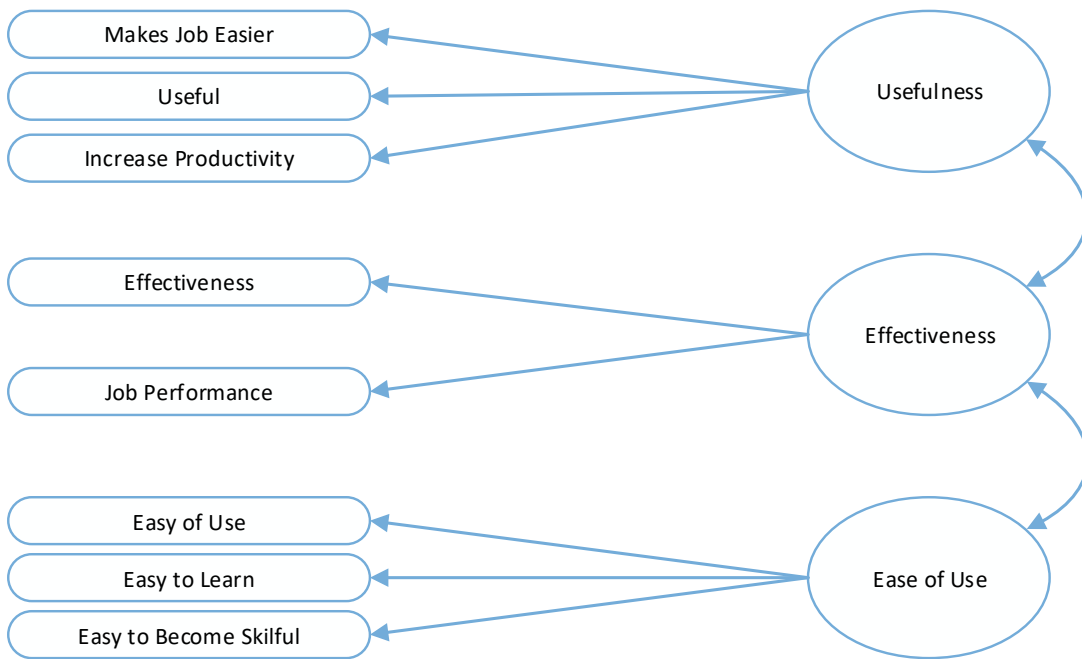 Makes Job Easier
Useful
Increase Productivity
Usefulness
Effectiveness
Job Performance
Effectiveness
Easy of Use
Easy to Learn
Easy to Become Skilful
Ease of Use